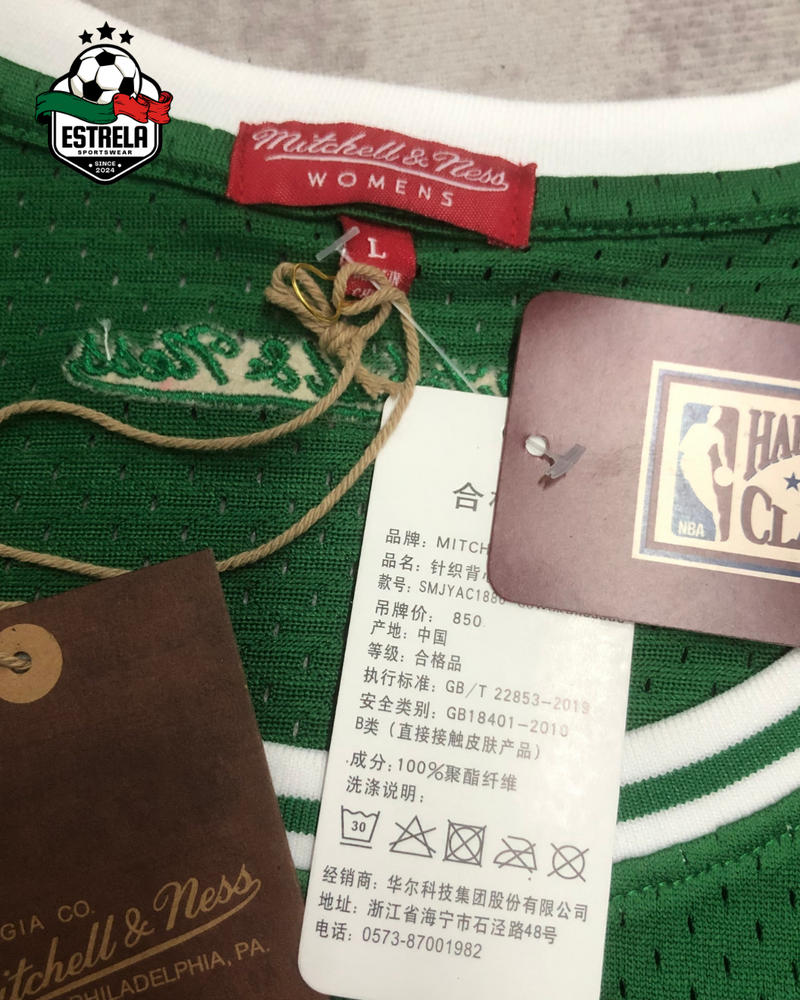 ESTRELA
SPORTSWEAR
SINCE
2024
Mitchell & Ness
WOMENS
L
& Ness
合
HA
CLA
NBA
品牌: MITCH
品名: 针织背
款号: SMJYAC1886
吊牌价: 850
产地: 中国
等级: 合格品
执行标准: GB/T 22853-2019
安全类别: GB18401-2010
B类（直接接触皮肤产品）
成分: 100%聚酯纤维
洗涤说明:
30
经销商: 华尔科技集团股份有限公司
地址: 浙江省海宁市石泾路48号
电话: 0573-87001982
GIA CO.
itchell & Ness
PHILADELPHIA, PA.